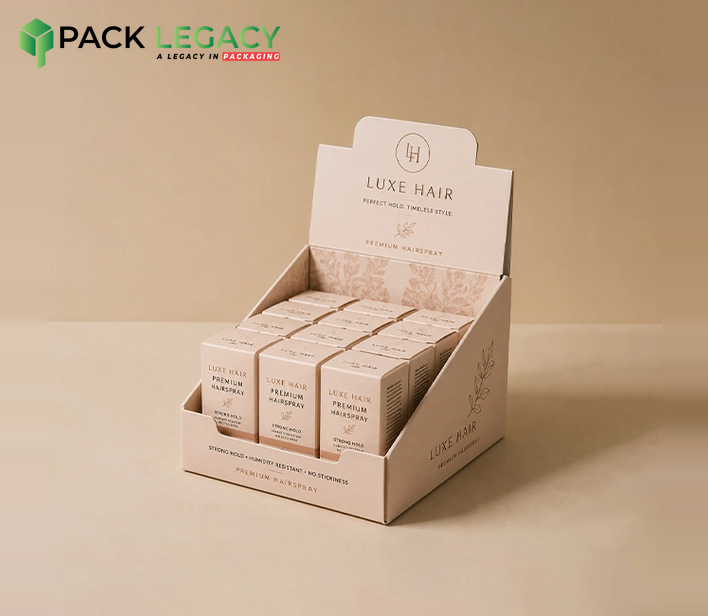 PACK LEGACY
A LEGACY IN PACKAGING
LH
LUXE HAIR
PERFECT HOLD. TIMELESS STYLE.
PREMIUM HAIRSPRAY
LUXE HAIR
PREMIUM
HAIRSPRAY
STRONG HOLD
LUXE HAIR
PREMIUM
HAIRSPRAY
STRONG HOLD
LUXE HAIR
PREMIUM
HAIRSPRAY
STRONG HOLD
STRONG HOLD • HUMIDITY RESISTANT • NO STICKINESS
PREMIUM HAIRSPRAY
LUXE HAIR
PREMIUM HAIRSPRAY